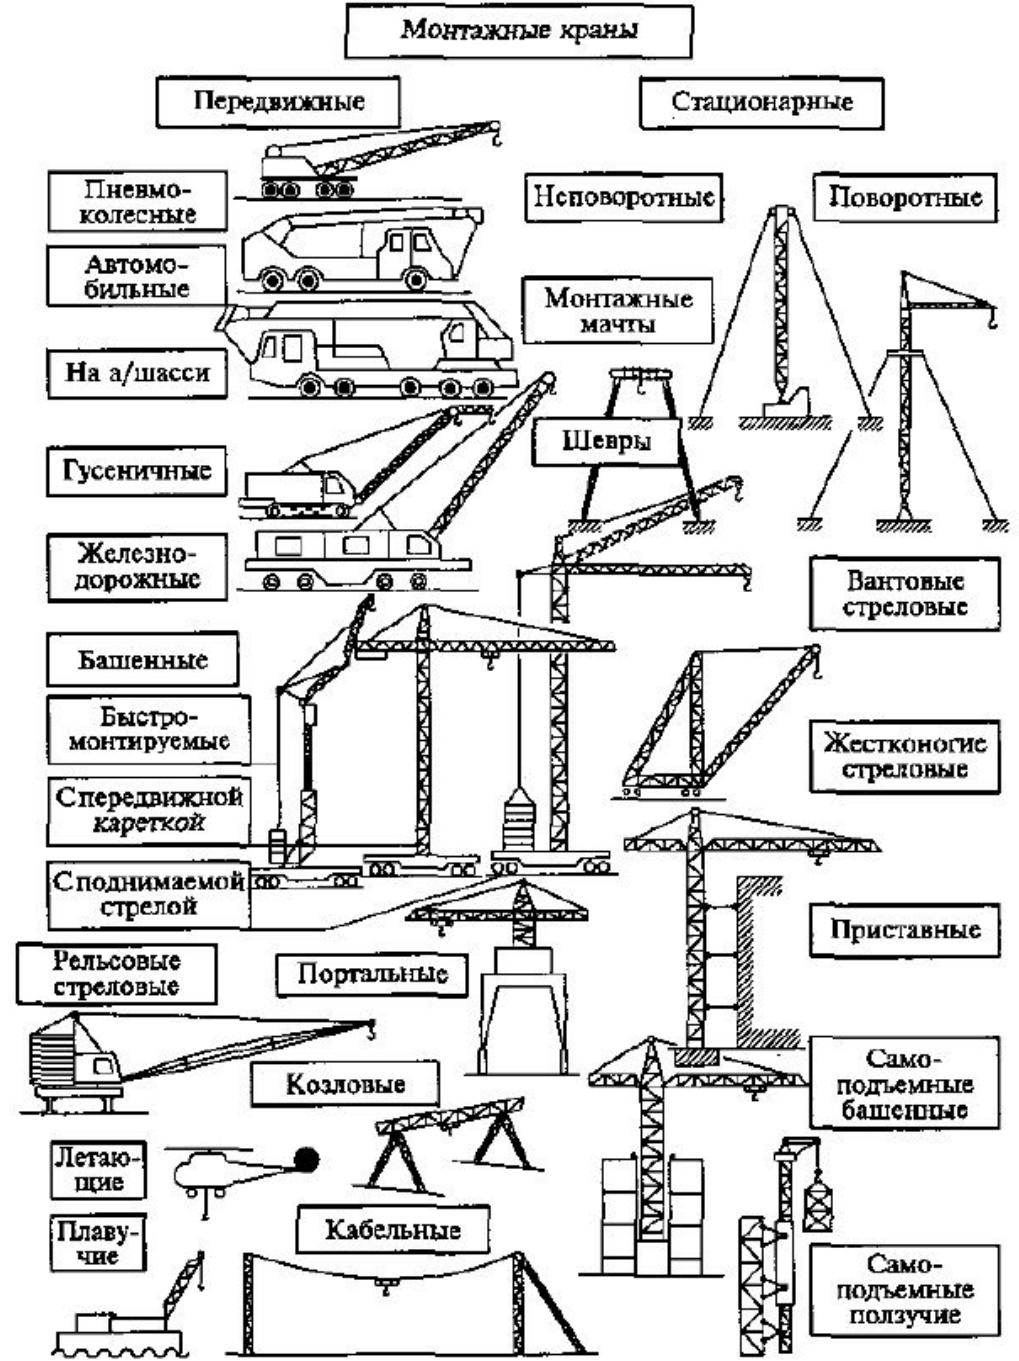 Монтажные краны
Передвижные
Стационарные
Пневмо-
колесные
Неповоротные
Поворотные
Автомо-
бильные
Монтажные
мачты
На а/шасси
Шевры
Гусеничные
Железно-
дорожные
Вантовые
стреловые
Башенные
Быстро-
монтируемые
Жестконогие
стреловые
С передвижной
кареткой
С поднимаемой
стрелой
Приставные
Рельсовые
стреловые
Портальные
Козловые
Само-
подъемные
башенные
Летаю-
щие
Плаву-
чие
Кабельные
Само-
подъемные
ползучие